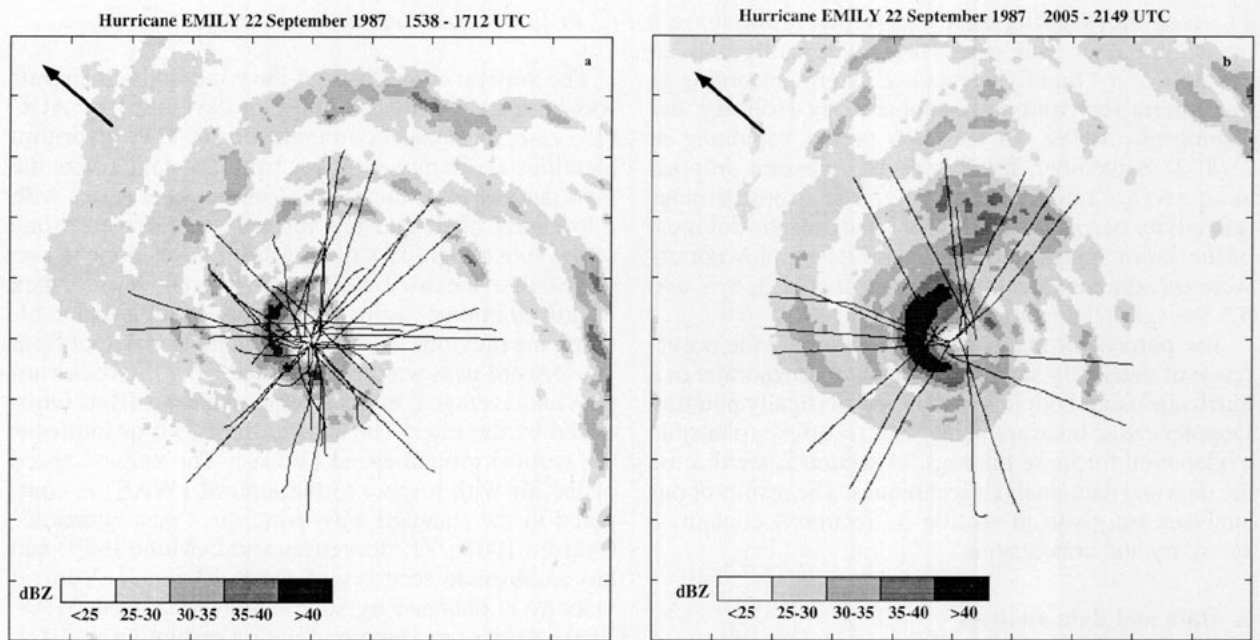 Hurricane EMILY 22 September 1987 1538 - 1712 UTC
a
dBZ
<25 25-30 30-35 35-40 >40
Hurricane EMILY 22 September 1987 2005 - 2149 UTC
b
dBZ
<25 25-30 30-35 35-40 >40